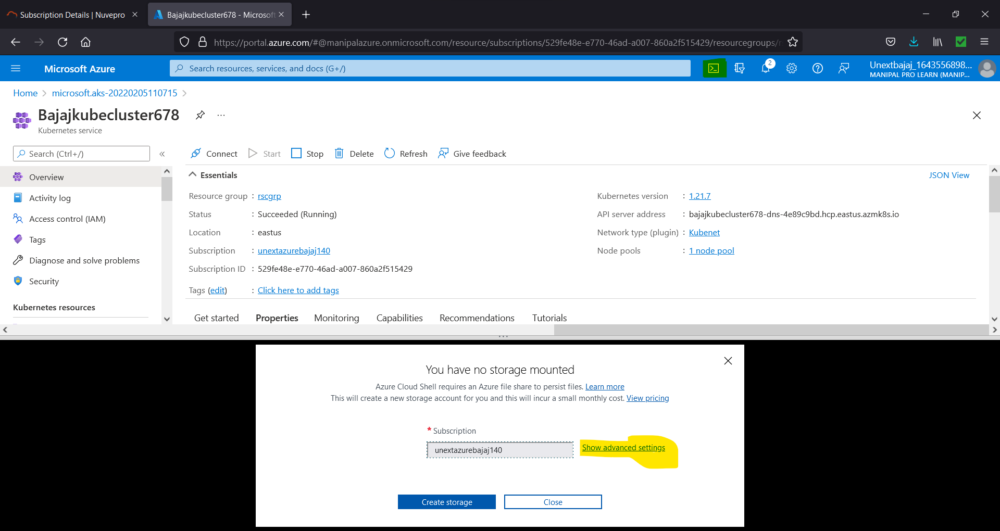 Subscription Details | Nuvepro
Bajajkubecluster678 - Microsoft
https://portal.azure.com/#@manipalazure.onmicrosoft.com/resource/subscriptions/529fe48e-e770-46ad-a007-860a2f515429/resourcegroups/
Microsoft Azure
Search resources, services, and docs (G+/)
2
Unextbajaj_1643556898...
MANIPAL PRO LEARN (MANIP...
Home > microsoft.aks-20220205110715 >
Bajajkubecluster678
...
Kubernetes service
Search (Ctrl+/)
«
Connect
Start
Stop
Delete
Refresh
Give feedback
Overview
Activity log
Access control (IAM)
Tags
Diagnose and solve problems
Security
Kubernetes resources
Essentials
JSON View
Resource group : rscgrp
Status : Succeeded (Running)
Location : eastus
Subscription : unextazurebajaj140
Subscription ID : 529fe48e-e770-46ad-a007-860a2f515429
Tags (edit) : Click here to add tags
Kubernetes version : 1.21.7
API server address : bajajkubecluster678-dns-4e89c9bd.hcp.eastus.azmk8s.io
Network type (plugin) : Kubenet
Node pools : 1 node pool
Get started
Properties
Monitoring
Capabilities
Recommendations
Tutorials
You have no storage mounted
Azure Cloud Shell requires an Azure file share to persist files. Learn more
This will create a new storage account for you and this will incur a small monthly cost. View pricing
* Subscription
unextazurebajaj140
Show advanced settings
Create storage
Close